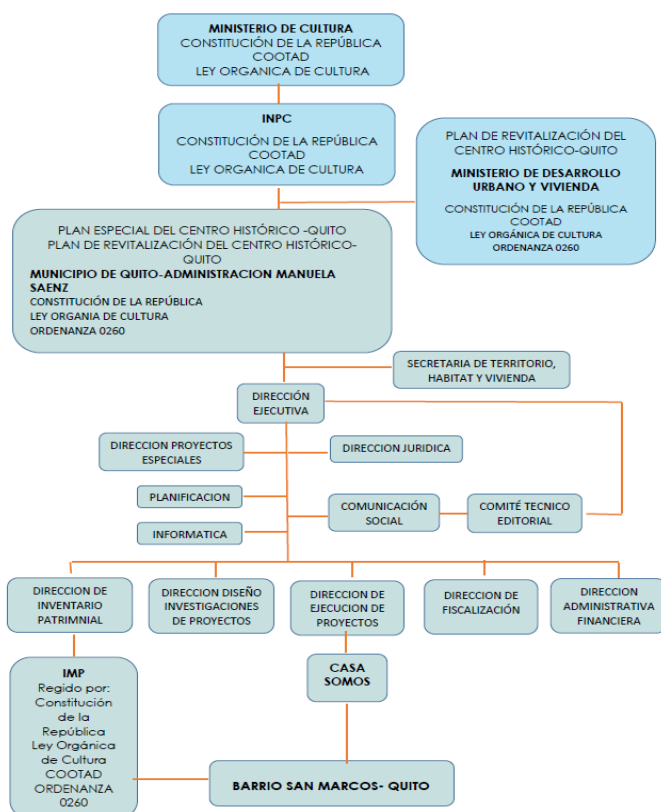 MINISTERIO DE CULTURA
CONSTITUCIÓN DE LA REPÚBLICA
COOTAD
LEY ORGANICA DE CULTURA
INPC
CONSTITUCIÓN DE LA REPÚBLICA
COOTAD
LEY ORGANICA DE CULTURA
PLAN DE REVITALIZACIÓN DEL
CENTRO HISTÓRICO-QUITO
MINISTERIO DE DESARROLLO
URBANO Y VIVIENDA
CONSTITUCIÓN DE LA REPÚBLICA
COOTAD
LEY ORGÁNICA DE CULTURA
ORDENANZA 0260
PLAN ESPECIAL DEL CENTRO HISTÓRICO -QUITO
PLAN DE REVITALIZACIÓN DEL CENTRO HISTÓRICO-
QUITO
MUNICIPIO DE QUITO-ADMINISTRACION MANUELA
SAENZ
CONSTITUCIÓN DE LA REPÚBLICA
LEY ORGANIA DE CULTURA
ORDENANZA 0260
SECRETARIA DE TERRITORIO,
HABITAT Y VIVIENDA
DIRECCIÓN
EJECUTIVA
DIRECCION PROYECTOS
ESPECIALES
DIRECCION JURIDICA
PLANIFICACION
COMUNICACIÓN
SOCIAL
COMITÉ TECNICO
EDITORIAL
INFORMATICA
DIRECCION DE
INVENTARIO
PATRIMNIAL
DIRECCION DISEÑO
INVESTIGACIONES
DE PROYECTOS
DIRECCION DE
EJECUCION DE
PROYECTOS
DIRECCION DE
FISCALIZACIÓN
DIRECCION
ADMINISTRATIVA
FINANCIERA
IMP
Regido por:
Constitución
de la
República
Ley Orgánica
de Cultura
COOTAD
ORDENANZA
0260
CASA
SOMOS
BARRIO SAN MARCOS- QUITO